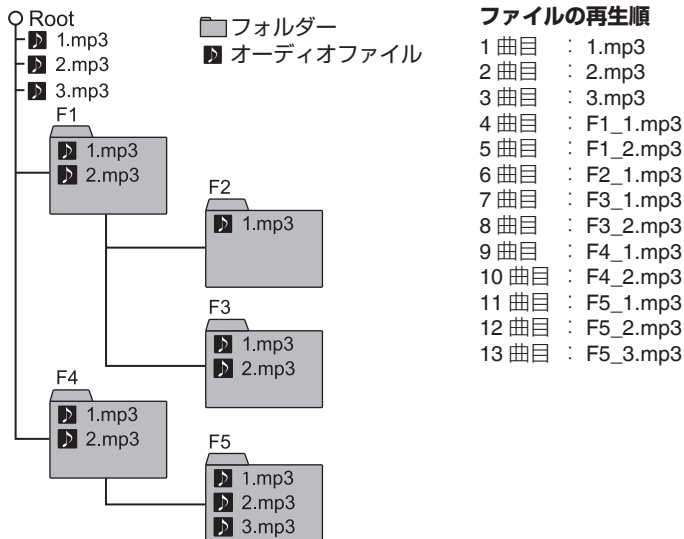 Root
1.mp3
2.mp3
3.mp3
F1
1.mp3
2.mp3
F2
1.mp3
F3
1.mp3
2.mp3
F4
1.mp3
2.mp3
F5
1.mp3
2.mp3
3.mp3
フォルダー
オーディオファイル
ファイルの再生順
1 曲目 : 1.mp3
2 曲目 : 2.mp3
3 曲目 : 3.mp3
4 曲目 : F1_1.mp3
5 曲目 : F1_2.mp3
6 曲目 : F2_1.mp3
7 曲目 : F3_1.mp3
8 曲目 : F3_2.mp3
9 曲目 : F4_1.mp3
10 曲目 : F4_2.mp3
11 曲目 : F5_1.mp3
12 曲目 : F5_2.mp3
13 曲目 : F5_3.mp3